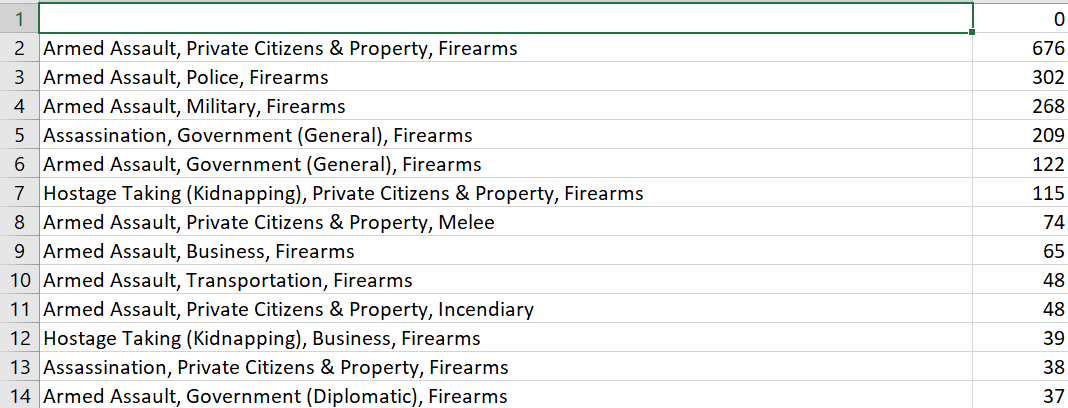 1 0
2 Armed Assault, Private Citizens & Property, Firearms 676
3 Armed Assault, Police, Firearms 302
4 Armed Assault, Military, Firearms 268
5 Assassination, Government (General), Firearms 209
6 Armed Assault, Government (General), Firearms 122
7 Hostage Taking (Kidnapping), Private Citizens & Property, Firearms 115
8 Armed Assault, Private Citizens & Property, Melee 74
9 Armed Assault, Business, Firearms 65
10 Armed Assault, Transportation, Firearms 48
11 Armed Assault, Private Citizens & Property, Incendiary 48
12 Hostage Taking (Kidnapping), Business, Firearms 39
13 Assassination, Private Citizens & Property, Firearms 38
14 Armed Assault, Government (Diplomatic), Firearms 37